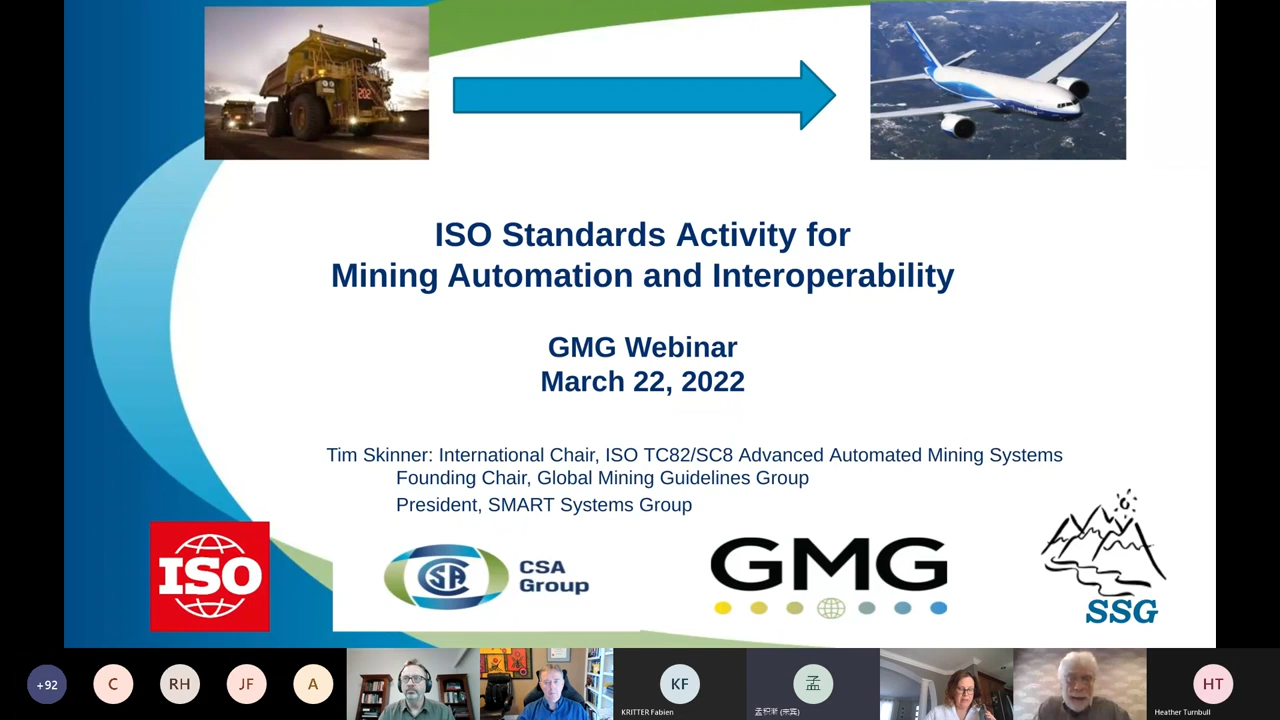 202
ISO Standards Activity for
Mining Automation and Interoperability
GMG Webinar
March 22, 2022
Tim Skinner: International Chair, ISO TC82/SC8 Advanced Automated Mining Systems
Founding Chair, Global Mining Guidelines Group
President, SMART Systems Group
ISO
CSA
CSA
Group
GMG
SSG
+92
C
RH
JF
A
KF
KRITTER Fabien
孟
HT
Heather Turnbull